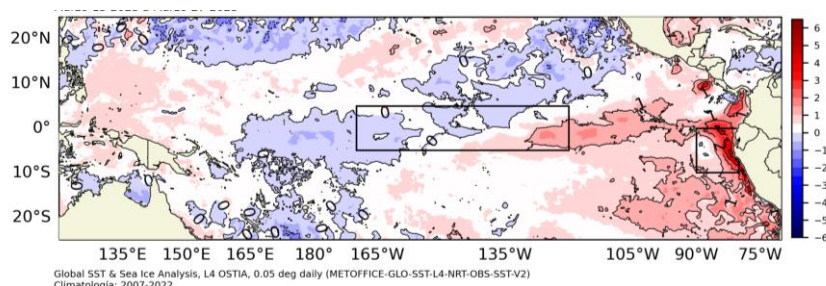 20°N
10°N
0°
10°S
20°S
135°E 150°E 165°E 180° 165°W 135°W 105°W 90°W 75°W
6
5
4
3
2
1
0
−1
−2
−3
−4
−5
−6
Global SST & Sea Ice Analysis, L4 OSTIA, 0.05 deg daily (METOFFICE-GLO-SST-L4-NRT-OBS-SST-V2)
Climatología: 2007-2022